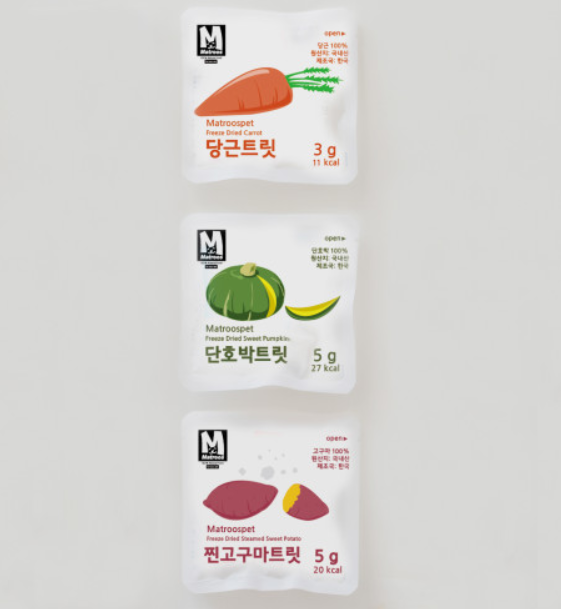 M
Matroos
open▶
당근 100%
원산지: 국내산
제조국: 한국
Matroospet
Freeze Dried Carrot
당근트릿
3 g
11 kcal
M
Matroos
open▶
단호박 100%
원산지: 국내산
제조국: 한국
Matroospet
Freeze Dried Sweet Pumpkin
단호박트릿
5 g
27 kcal
M
Matroos
open▶
고구마 100%
원산지: 국내산
제조국: 한국
Matroospet
Freeze Dried Steamed Sweet Potato
찐고구마트릿
5 g
20 kcal